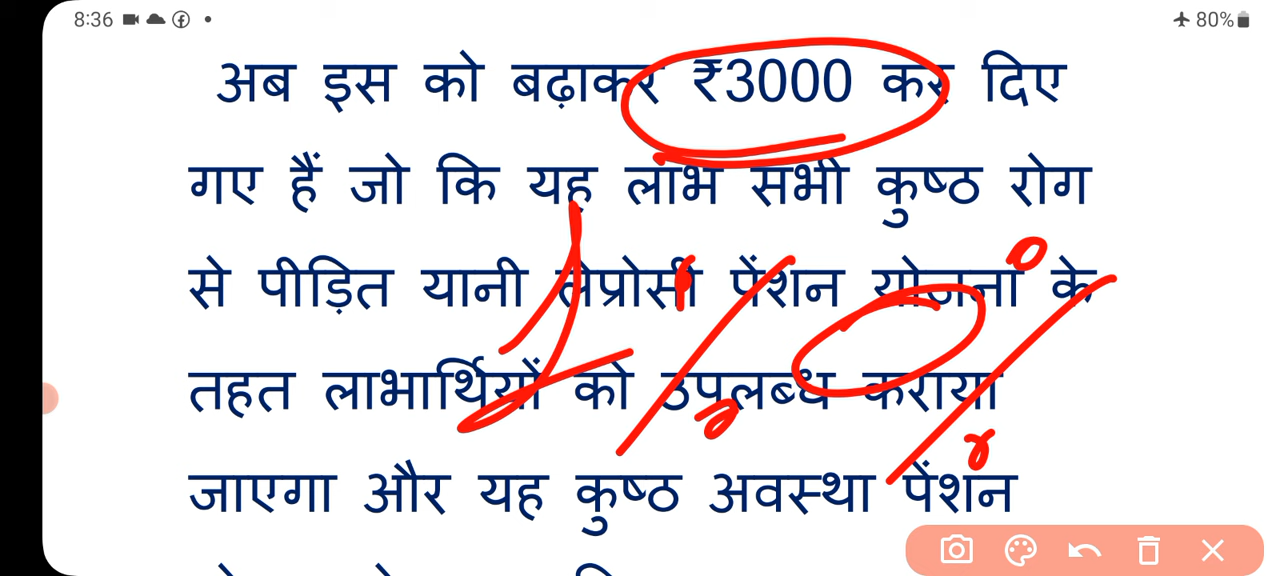 8:36 80%
अब इस को बढ़ाकर ₹3000 कर दिए
गए हैं जो कि यह लाभ सभी कुष्ठ रोग
से पीड़ित यानी लेप्रोसी पेंशन योजना के
तहत लाभार्थियों को उपलब्ध कराया
जाएगा और यह कुष्ठ अवस्था पेंशन